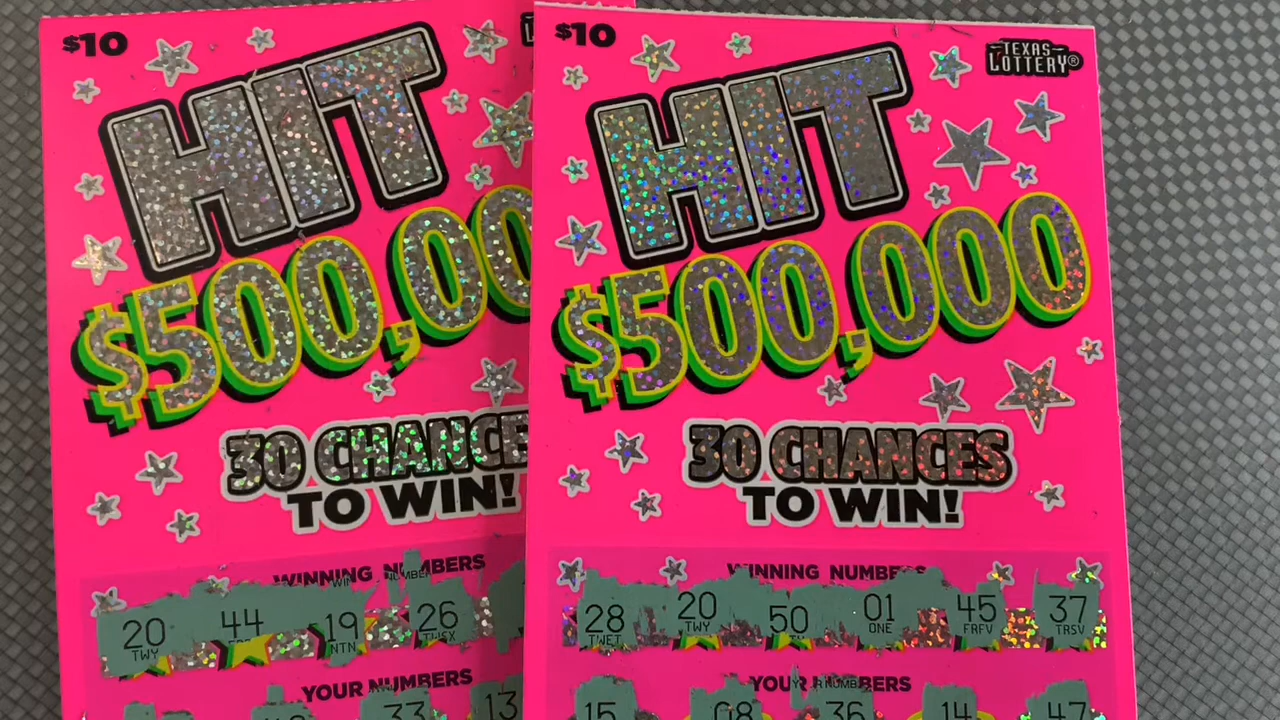 $10
HIT
$500,00
30 CHANCE
TO WIN!
WINNING NUMBERS
20 44 19 26
TWY NTN TWSX
YOUR NUMBERS
33 13
$10
TEXAS
LOTTERY®
HIT
$500,000
30 CHANCES
TO WIN!
WINNING NUMBERS
28 20 50 01 45 37
TWET TWY ONE FRFV TRSV
YOUR NUMBERS
15 08 36 14 47